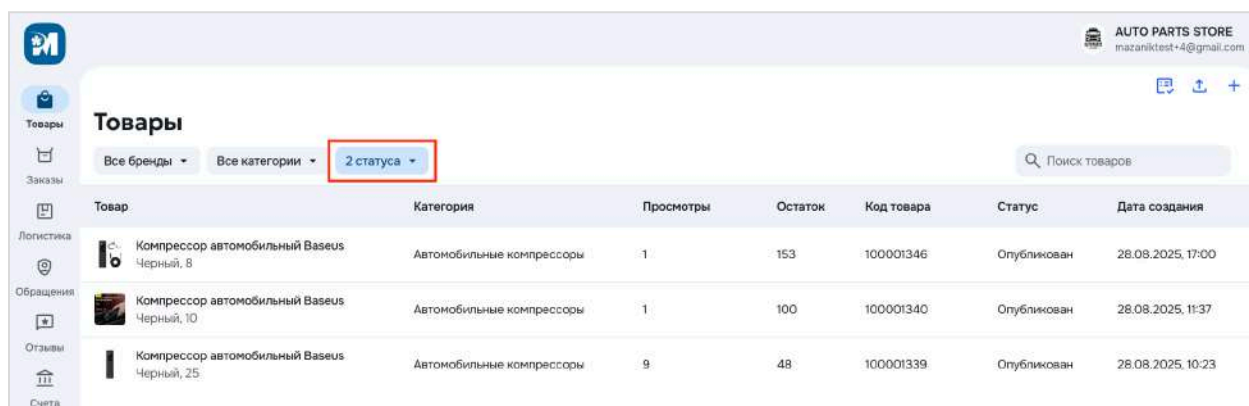 AUTO PARTS STORE
mazaniktest+4@gmail.com
Товары
Товары
Все бренды
Все категории
2 статуса
Поиск товаров
Заказы
Товар Категория Просмотры Остаток Код товара Статус Дата создания
Логистика
Компрессор автомобильный Baseus
Черный, 8
Автомобильные компрессоры 1 153 100001346 Опубликован 28.08.2025, 17:00
Обращения
Компрессор автомобильный Baseus
Черный, 10
Автомобильные компрессоры 1 100 100001340 Опубликован 28.08.2025, 11:37
Отзывы
Компрессор автомобильный Baseus
Черный, 25
Автомобильные компрессоры 9 48 100001339 Опубликован 28.08.2025, 10:23
Счета